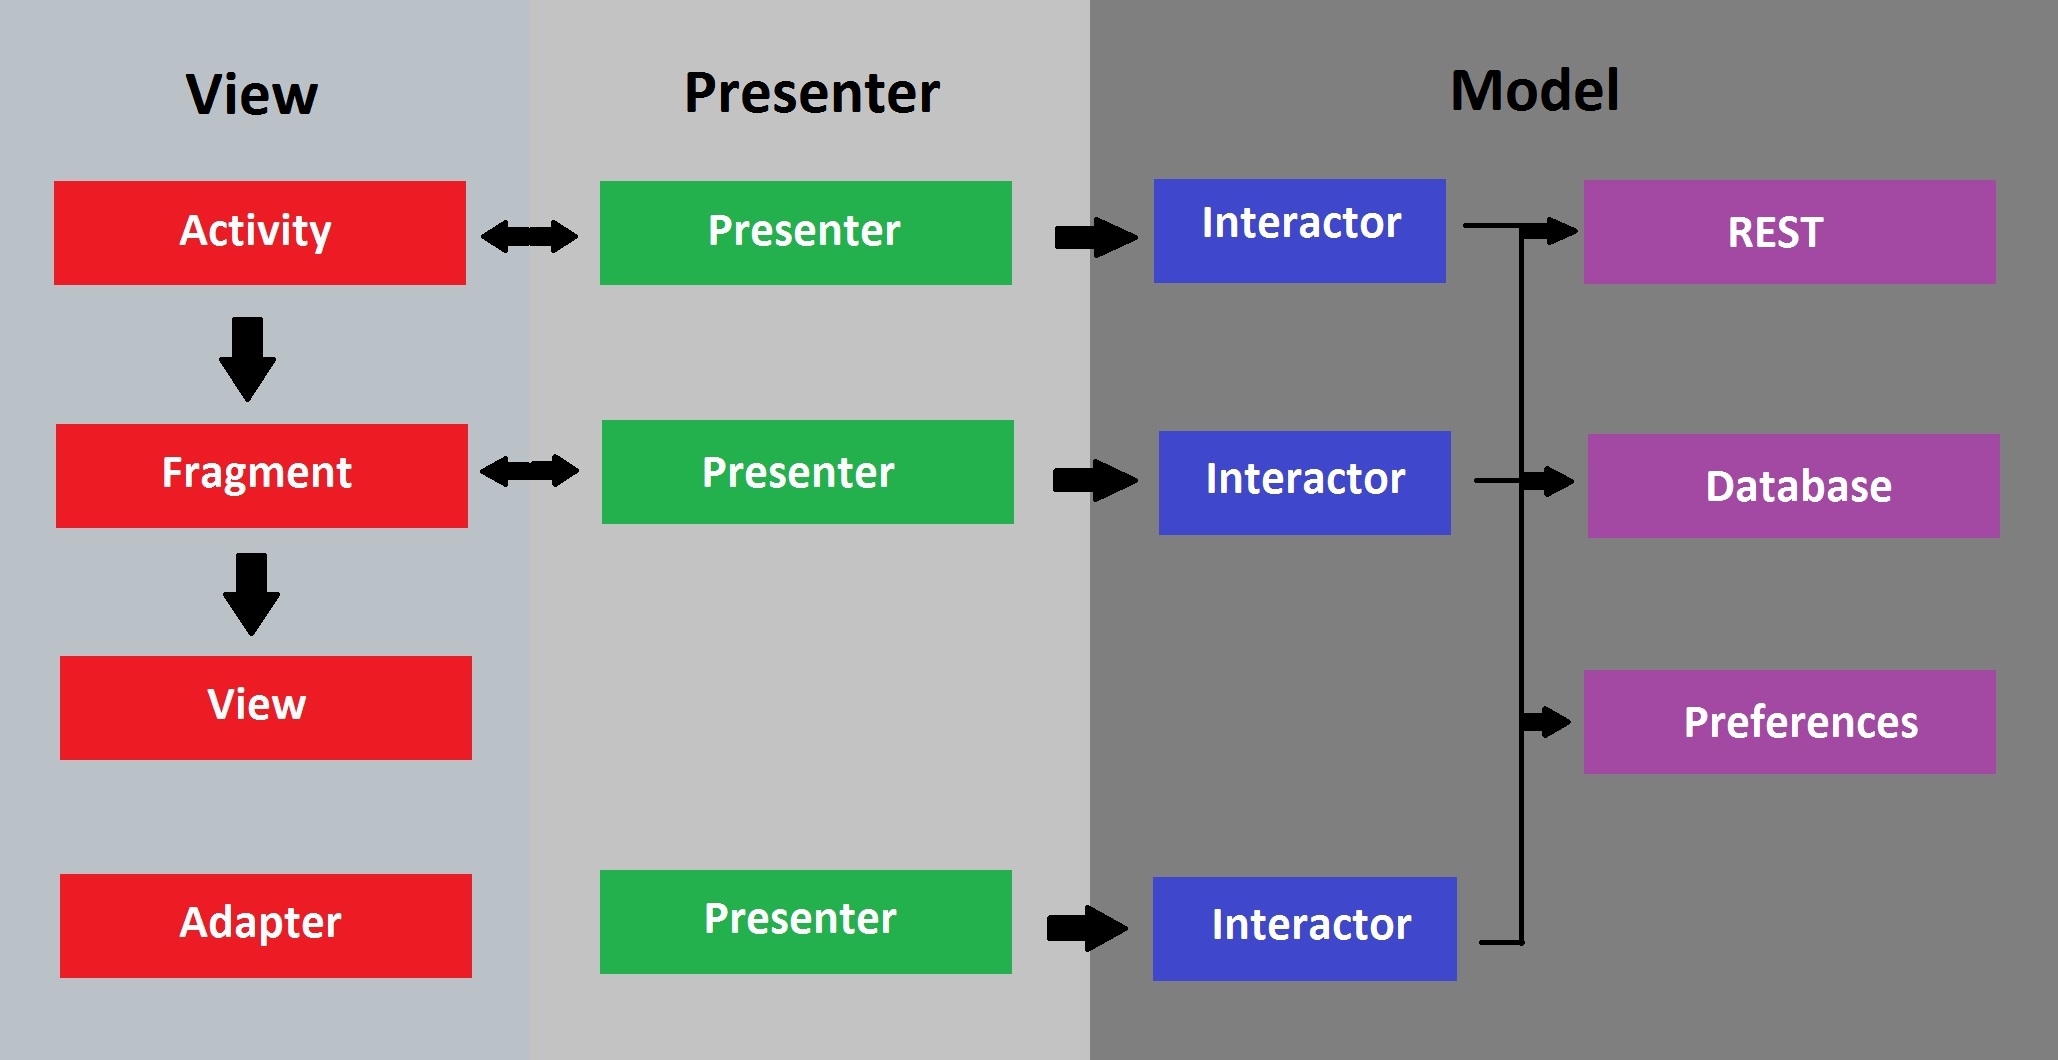 View
Presenter
Model
Activity
Presenter
Interactor
REST
Fragment
Presenter
Interactor
Database
View
Preferences
Adapter
Presenter
Interactor